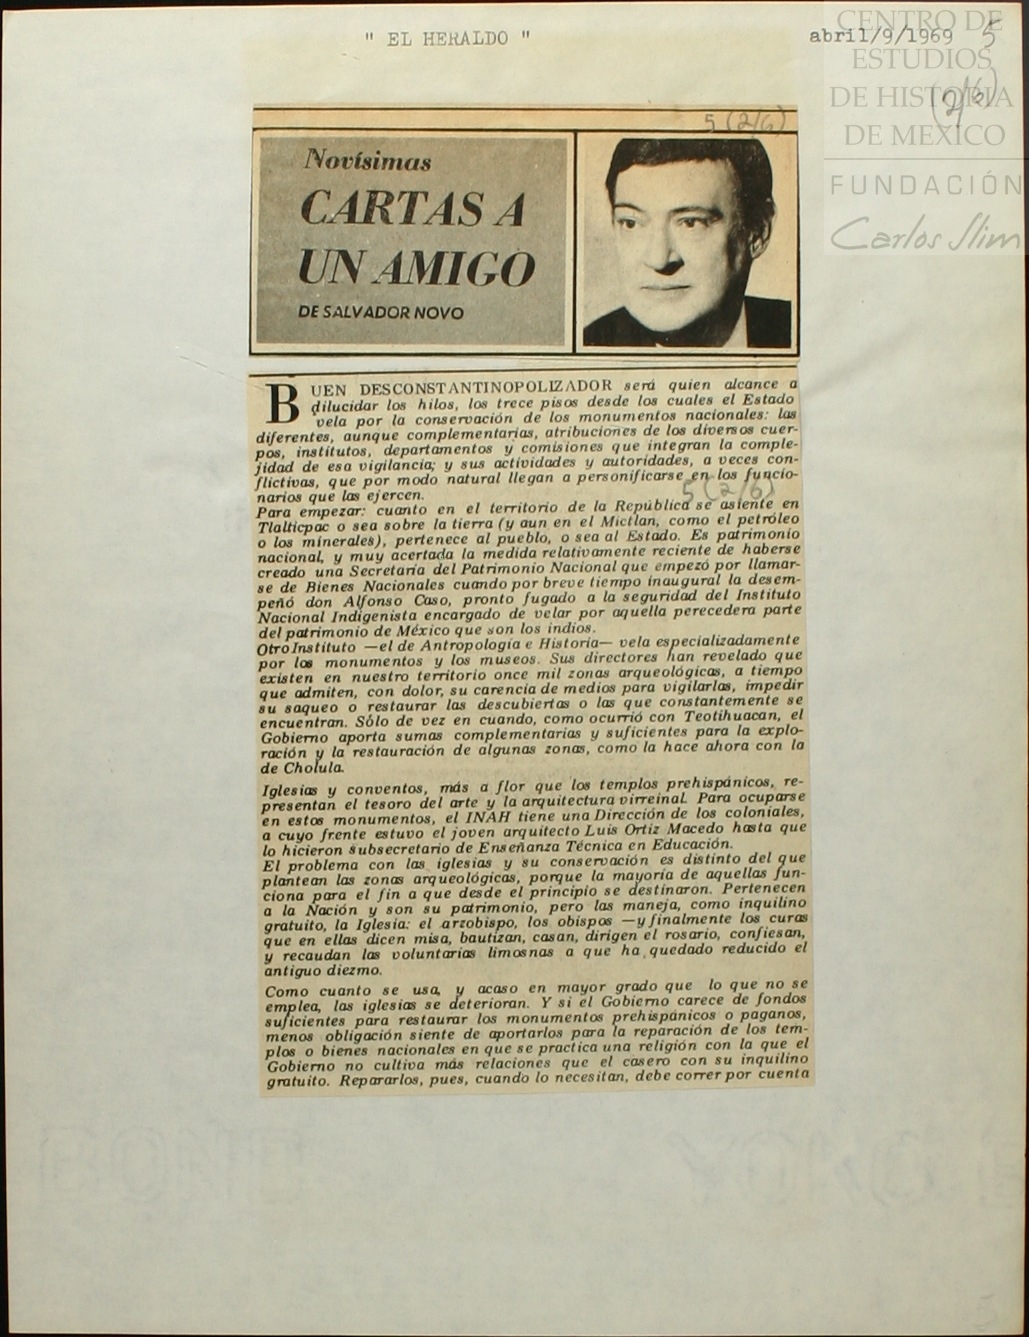 " EL HERALDO "
abril/9/1969 5
(2/6)
CENTRO DE
ESTUDIOS
DE HISTORIA
DE MEXICO
FUNDACIÓN
Carlos Slim
5 (2/6)
Novísimas
CARTAS A
UN AMIGO
DE SALVADOR NOVO
BUEN DESCONSTANTINOPOLIZADOR será quien alcance a
dilucidar los hilos, los trece pisos desde los cuales el Estado
vela por la conservación de los monumentos nacionales: las
diferentes, aunque complementarias, atribuciones de los diversos cuer-
pos, institutos, departamentos y comisiones que integran la comple-
jidad de esa vigilancia; y sus actividades y autoridades, a veces con-
flictivas, que por modo natural llegan a personificarse en los funcio-
narios que las ejercen.
5 (2/6)
Para empezar: cuanto en el territorio de la República se asiente en
Tlalticpac o sea sobre la tierra (y aun en el Mictlan, como el petróleo
o los minerales), pertenece al pueblo, o sea al Estado. Es patrimonio
nacional, y muy acertada la medida relativamente reciente de haberse
creado una Secretaría del Patrimonio Nacional que empezó por llamar-
se de Bienes Nacionales cuando por breve tiempo inaugural la desem-
peñó don Alfonso Caso, pronto fugado a la seguridad del Instituto
Nacional Indigenista encargado de velar por aquella perecedera parte
del patrimonio de México que son los indios.
Otro Instituto —el de Antropología e Historia— vela especializadamente
por los monumentos y los museos. Sus directores han revelado que
existen en nuestro territorio once mil zonas arqueológicas, a tiempo
que admiten, con dolor, su carencia de medios para vigilarlas, impedir
su saqueo o restaurar las descubiertas o las que constantemente se
encuentran. Sólo de vez en cuando, como ocurrió con Teotihuacan, el
Gobierno aporta sumas complementarias y suficientes para la explo-
ración y la restauración de algunas zonas, como la hace ahora con la
de Cholula.
Iglesias y conventos, más a flor que los templos prehispánicos, re-
presentan el tesoro del arte y la arquitectura virreinal. Para ocuparse
en estos monumentos, el INAH tiene una Dirección de los coloniales,
a cuyo frente estuvo el joven arquitecto Luis Ortiz Macedo hasta que
lo hicieron subsecretario de Enseñanza Técnica en Educación.
El problema con las iglesias y su conservación es distinto del que
plantean las zonas arqueológicas, porque la mayoría de aquellas fun-
ciona para el fin a que desde el principio se destinaron. Pertenecen
a la Nación y son su patrimonio, pero las maneja, como inquilino
gratuito, la Iglesia: el arzobispo, los obispos —y finalmente los curas
que en ellas dicen misa, bautizan, casan, dirigen el rosario, confiesan,
y recaudan las voluntarias limosnas a que ha quedado reducido el
antiguo diezmo.
Como cuanto se usa, y acaso en mayor grado que lo que no se
emplea, las iglesias se deterioran. Y si el Gobierno carece de fondos
suficientes para restaurar los monumentos prehispánicos o paganos,
menos obligación siente de aportarlos para la reparación de los tem-
plos o bienes nacionales en que se practica una religión con la que el
Gobierno no cultiva más relaciones que el casero con su inquilino
gratuito. Repararlos, pues, cuando lo necesitan, debe correr por cuenta